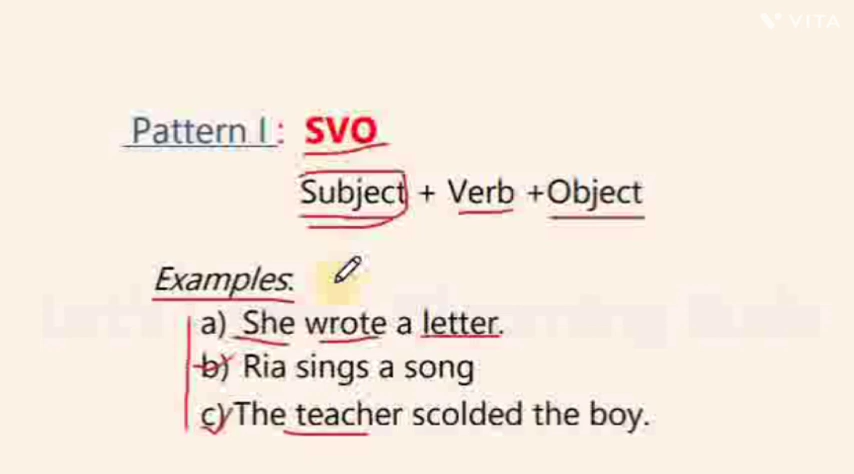 VITA
Pattern I: SVO
Subject + Verb +Object
Examples:
a) She wrote a letter.
b) Ria sings a song
c) The teacher scolded the boy.